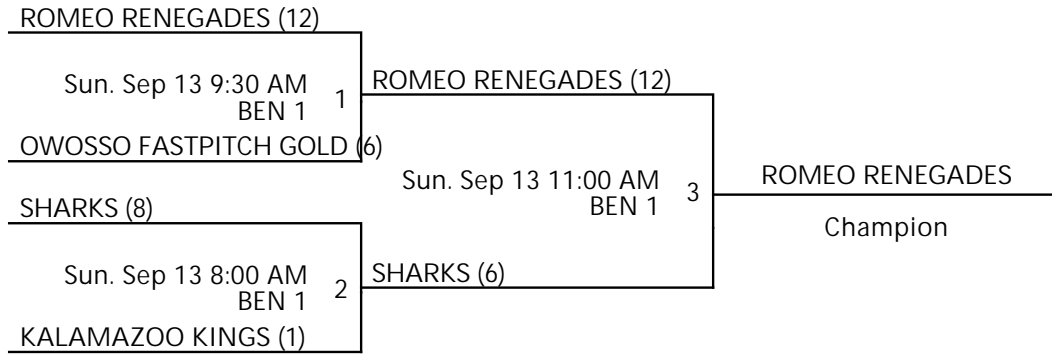 ROMEO RENEGADES (12)
Sun. Sep 13 9:30 AM
BEN 1
1
ROMEO RENEGADES (12)
OWOSSO FASTPITCH GOLD (6)
Sun. Sep 13 11:00 AM
BEN 1
3
ROMEO RENEGADES
Champion
SHARKS (8)
Sun. Sep 13 8:00 AM
BEN 1
2
SHARKS (6)
KALAMAZOO KINGS (1)